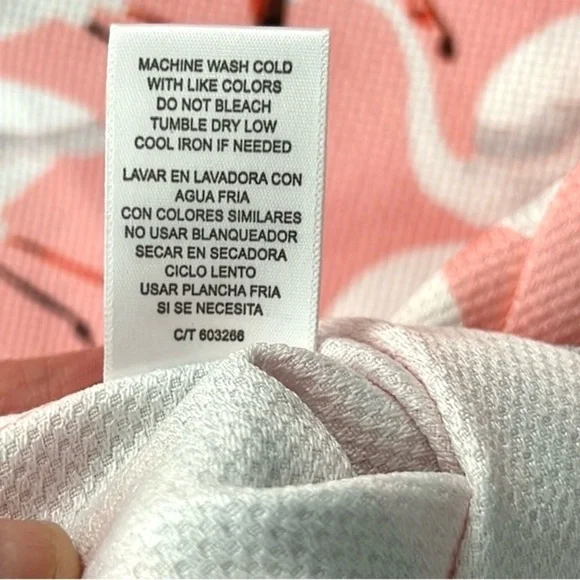 MACHINE WASH COLD
WITH LIKE COLORS
DO NOT BLEACH
TUMBLE DRY LOW
COOL IRON IF NEEDED
LAVAR EN LAVADORA CON
AGUA FRIA
CON COLORES SIMILARES
NO USAR BLANQUEADOR
SECAR EN SECADORA
CICLO LENTO
USAR PLANCHA FRIA
SI SE NECESITA
C/T 603266